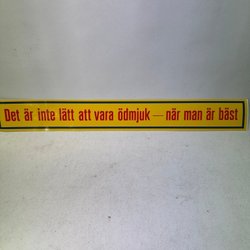 Det är inte lätt att vara ödmjuk — när man är bäst